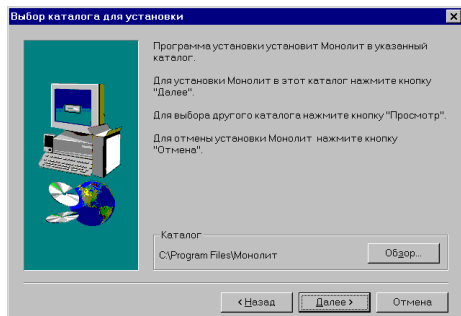 Выбор каталога для установки
Программа установки установит Монолит в указанный
каталог.
Для установки Монолит в этот каталог нажмите кнопку
"Далее".
Для выбора другого каталога нажмите кнопку "Просмотр".
Для отмены установки Монолит нажмите кнопку
"Отмена".
Каталог
C:\Program Files\Монолит
Обзор...
< Назад
Далее >
Отмена